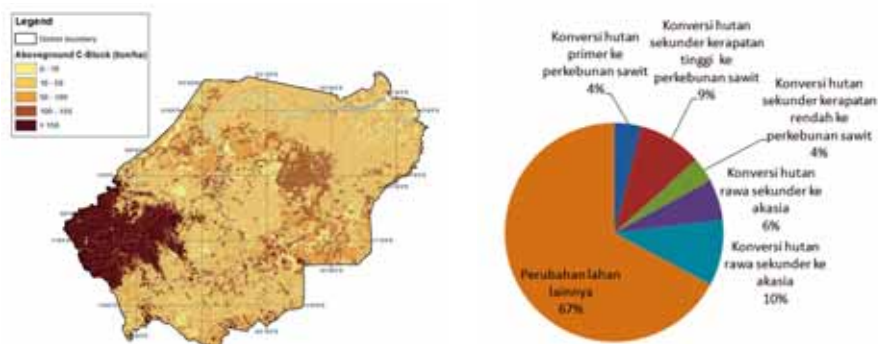 Legend
District boundary
Aboveground C-Stock (ton/ha)
0 - 10
10 - 50
50 - 100
100 - 150
> 150
Konversi hutan
primer ke
perkebunan sawit
4%
Konversi hutan
sekunder kerapatan
tinggi ke
perkebunan sawit
9%
Konversi hutan
sekunder kerapatan
rendah ke
perkebunan sawit
4%
Konversi hutan
rawa sekunder ke
akasia
6%
Konversi hutan
rawa sekunder ke
akasia
10%
Perubahan lahan
lainnya
67%